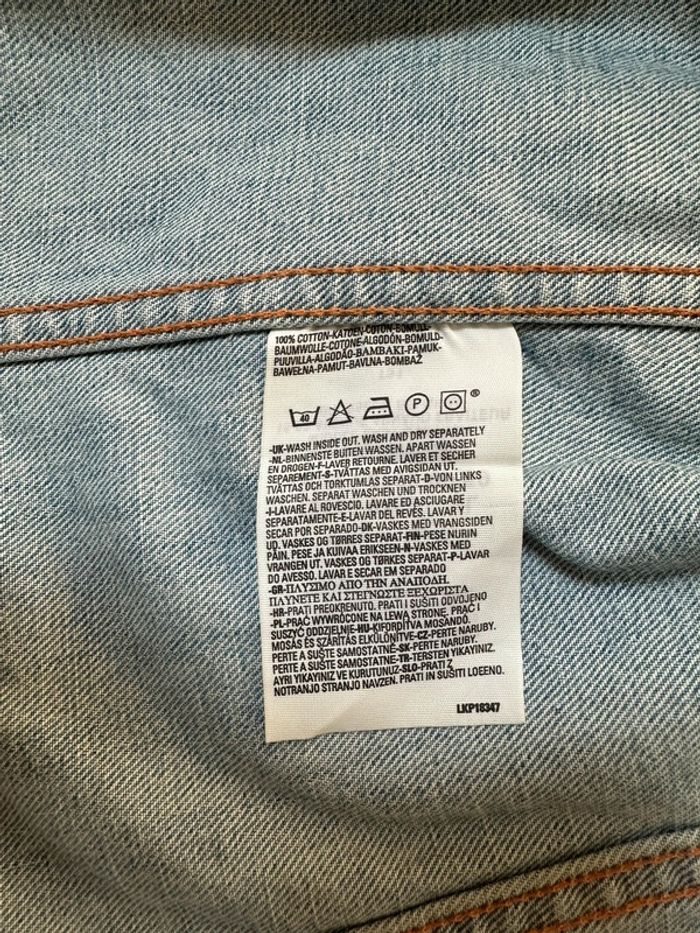 100% COTTON-KATOEN-COTON-BOMULL-
BAUMWOLLE-COTONE-ALGODÓN-BOMULD-
PUUVILLA-ALGODÃO-BAMBAKI-PAMUK-
BAWEŁNA-PAMUT-BAVLNA-BOMBAŽ
40 P ®
-UK-WASH INSIDE OUT. WASH AND DRY SEPARATELY
-NL-BINNENSTE BUITEN WASSEN. APART WASSEN
EN DROGEN-F-LAVER RETOURNE. LAVER ET SECHER
SEPAREMENT-S-TVÄTTAS MED AVIGSIDAN UT.
TVÄTTAS OCH TORKTUMLAS SEPARAT-D-VON LINKS
WASCHEN. SEPARAT WASCHEN UND TROCKNEN
-I-LAVARE AL ROVESCIO. LAVARE ED ASCIUGARE
SEPARATAMENTE-E-LAVAR DEL REVÉS. LAVAR Y
SECAR POR SEPARADO-DK-VASKES MED VRANGSIDEN
UD. VASKES OG TØRRES SEPARAT-FIN-PESE NURIN
PÄIN. PESE JA KUIVAA ERIKSEEN-N-VASKES MED
VRANGEN UT. VASKES OG TØRKES SEPARAT-P-LAVAR
DO AVESSO. LAVAR E SECAR EM SEPARADO
-GR-ΠΛΥΣΙΜΟ ΑΠΟ ΤΗΝ ΑΝΑΠΟΔΗ.
ΠΛΥΝΕΤΕ ΚΑΙ ΣΤΕΓΝΩΣΤΕ ΞΕΧΩΡΙΣΤΑ
-HR-PRATI PREOKRENUTO. PRATI I SUŠITI ODVOJENO
-PL-PRAĆ WYWRÓCONE NA LEWĄ STRONĘ. PRAĆ I
SUSZYĆ ODDZIELNIE-HU-KIFORDÍTVA MOSANDÓ.
MOSÁS ÉS SZÁRÍTÁS ELKÜLÖNÍTVE-CZ-PERTE NARUBY.
PERTE A SUŠTE SAMOSTATNĚ-SK-PERTE NARUBY.
PERTE A SUŠTE SAMOSTATNE-TR-TERSTEN YIKAYINIZ.
AYRI YIKAYINIZ VE KURUTUNUZ-SLO-PRATI Z
NOTRANJO STRANJO NAVZEN. PRATI IN SUŠITI LOČENO.
LKP18347